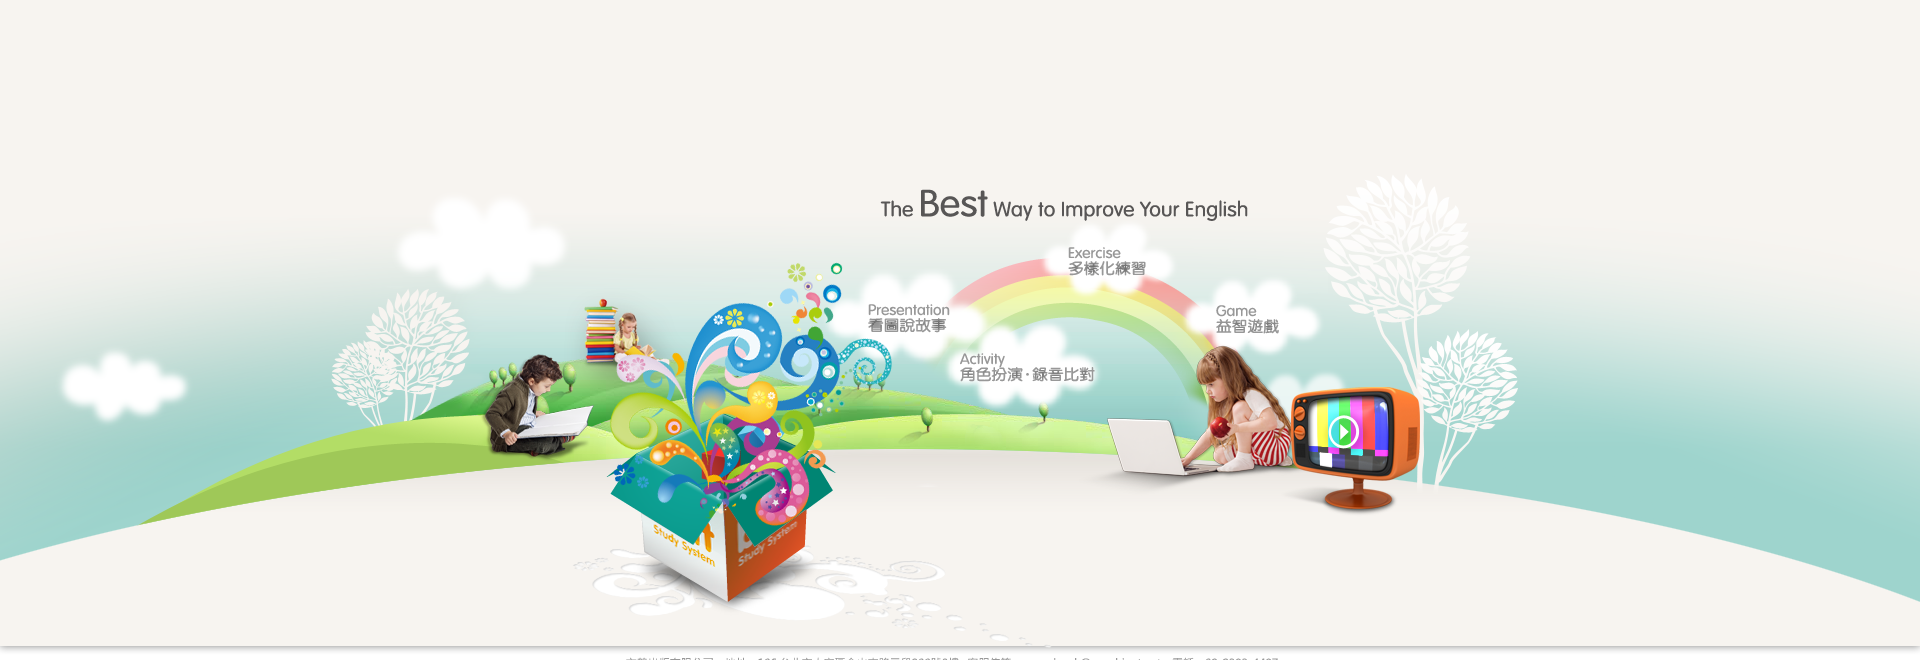 The Best Way to Improve Your English
Exercise
多樣化練習
Presentation
看圖說故事
Game
益智遊戲
Activity
角色扮演·錄音比對
Study System
Study System